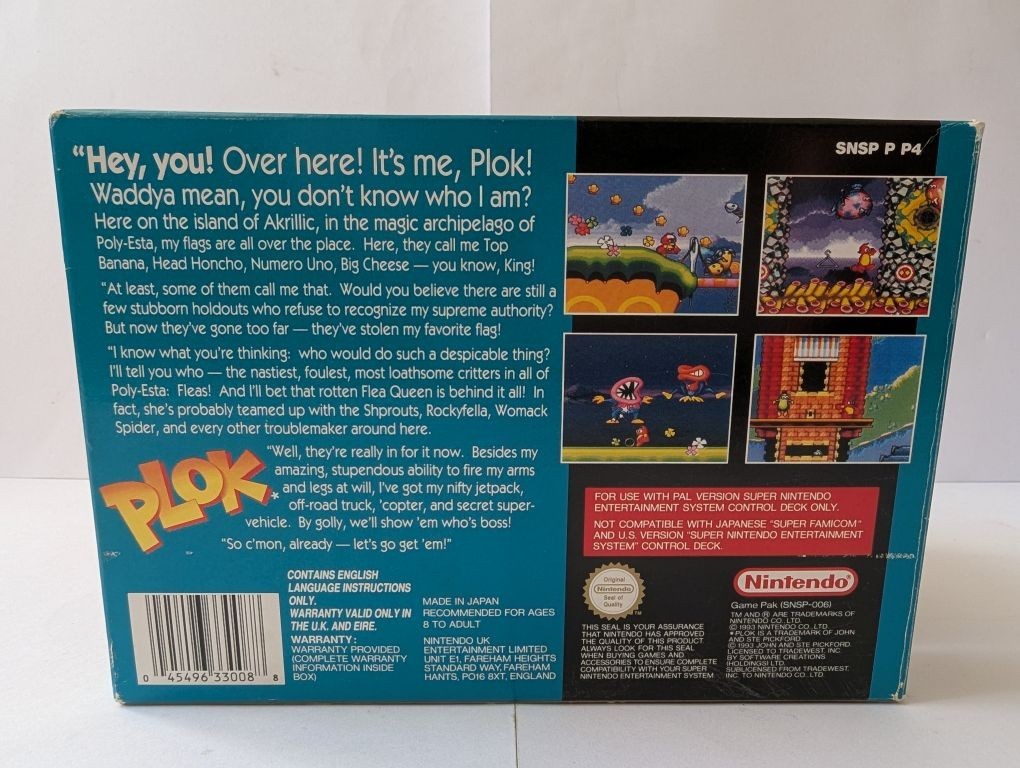 "Hey, you! Over here! It's me, Plok!
Waddya mean, you don't know who I am?
Here on the island of Akrillic, in the magic archipelago of
Poly-Esta, my flags are all over the place. Here, they call me Top
Banana, Head Honcho, Numero Uno, Big Cheese — you know, King!
"At least, some of them call me that. Would you believe there are still a
few stubborn holdouts who refuse to recognize my supreme authority?
But now they've gone too far — they've stolen my favorite flag!
"I know what you're thinking: who would do such a despicable thing?
I'll tell you who — the nastiest, foulest, most loathsome critters in all of
Poly-Esta: Fleas! And I'll bet that rotten Flea Queen is behind it all! In
fact, she's probably teamed up with the Shprouts, Rockyfella, Womack
Spider, and every other troublemaker around here.
"Well, they're really in for it now. Besides my
amazing, stupendous ability to fire my arms
and legs at will, I've got my nifty jetpack,
off-road truck, 'copter, and secret super-
vehicle. By golly, we'll show 'em who's boss!
"So c'mon, already — let's go get 'em!"
PLOK*
CONTAINS ENGLISH
LANGUAGE INSTRUCTIONS
ONLY.
WARRANTY VALID ONLY IN
THE U.K. AND EIRE.
WARRANTY:
WARRANTY PROVIDED
(COMPLETE WARRANTY
INFORMATION INSIDE
BOX)
MADE IN JAPAN
RECOMMENDED FOR AGES
8 TO ADULT
NINTENDO UK
ENTERTAINMENT LIMITED
UNIT E1, FAREHAM HEIGHTS
STANDARD WAY, FAREHAM
HANTS, PO16 8XT, ENGLAND
0 45496 33008 8
SNSP P P4
FOR USE WITH PAL VERSION SUPER NINTENDO
ENTERTAINMENT SYSTEM CONTROL DECK ONLY.
NOT COMPATIBLE WITH JAPANESE "SUPER FAMICOM"
AND U.S. VERSION "SUPER NINTENDO ENTERTAINMENT
SYSTEM" CONTROL DECK.
Original
Nintendo
Seal of
Quality
TM
THIS SEAL IS YOUR ASSURANCE
THAT NINTENDO HAS APPROVED
THE QUALITY OF THIS PRODUCT.
ALWAYS LOOK FOR THIS SEAL
WHEN BUYING GAMES AND
ACCESSORIES TO ENSURE COMPLETE
COMPATIBILITY WITH YOUR SUPER
NINTENDO ENTERTAINMENT SYSTEM
Nintendo®
Game Pak (SNSP-006)
TM AND ® ARE TRADEMARKS OF
NINTENDO CO. LTD.
© 1993 NINTENDO CO. LTD.
* PLOK IS A TRADEMARK OF JOHN
AND STE PICKFORD.
© 1993 JOHN AND STE PICKFORD.
LICENSED TO TRADEWEST, INC.
BY SOFTWARE CREATIONS
(HOLDINGS) LTD.
SUBLICENSED FROM TRADEWEST,
INC. TO NINTENDO CO. LTD.